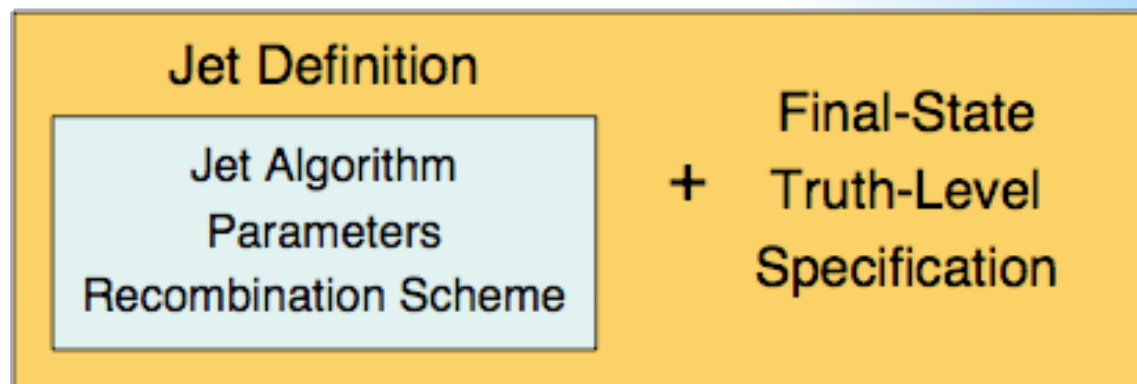 Jet Definition
Jet Algorithm
Parameters
Recombination Scheme
+
Final-State
Truth-Level
Specification